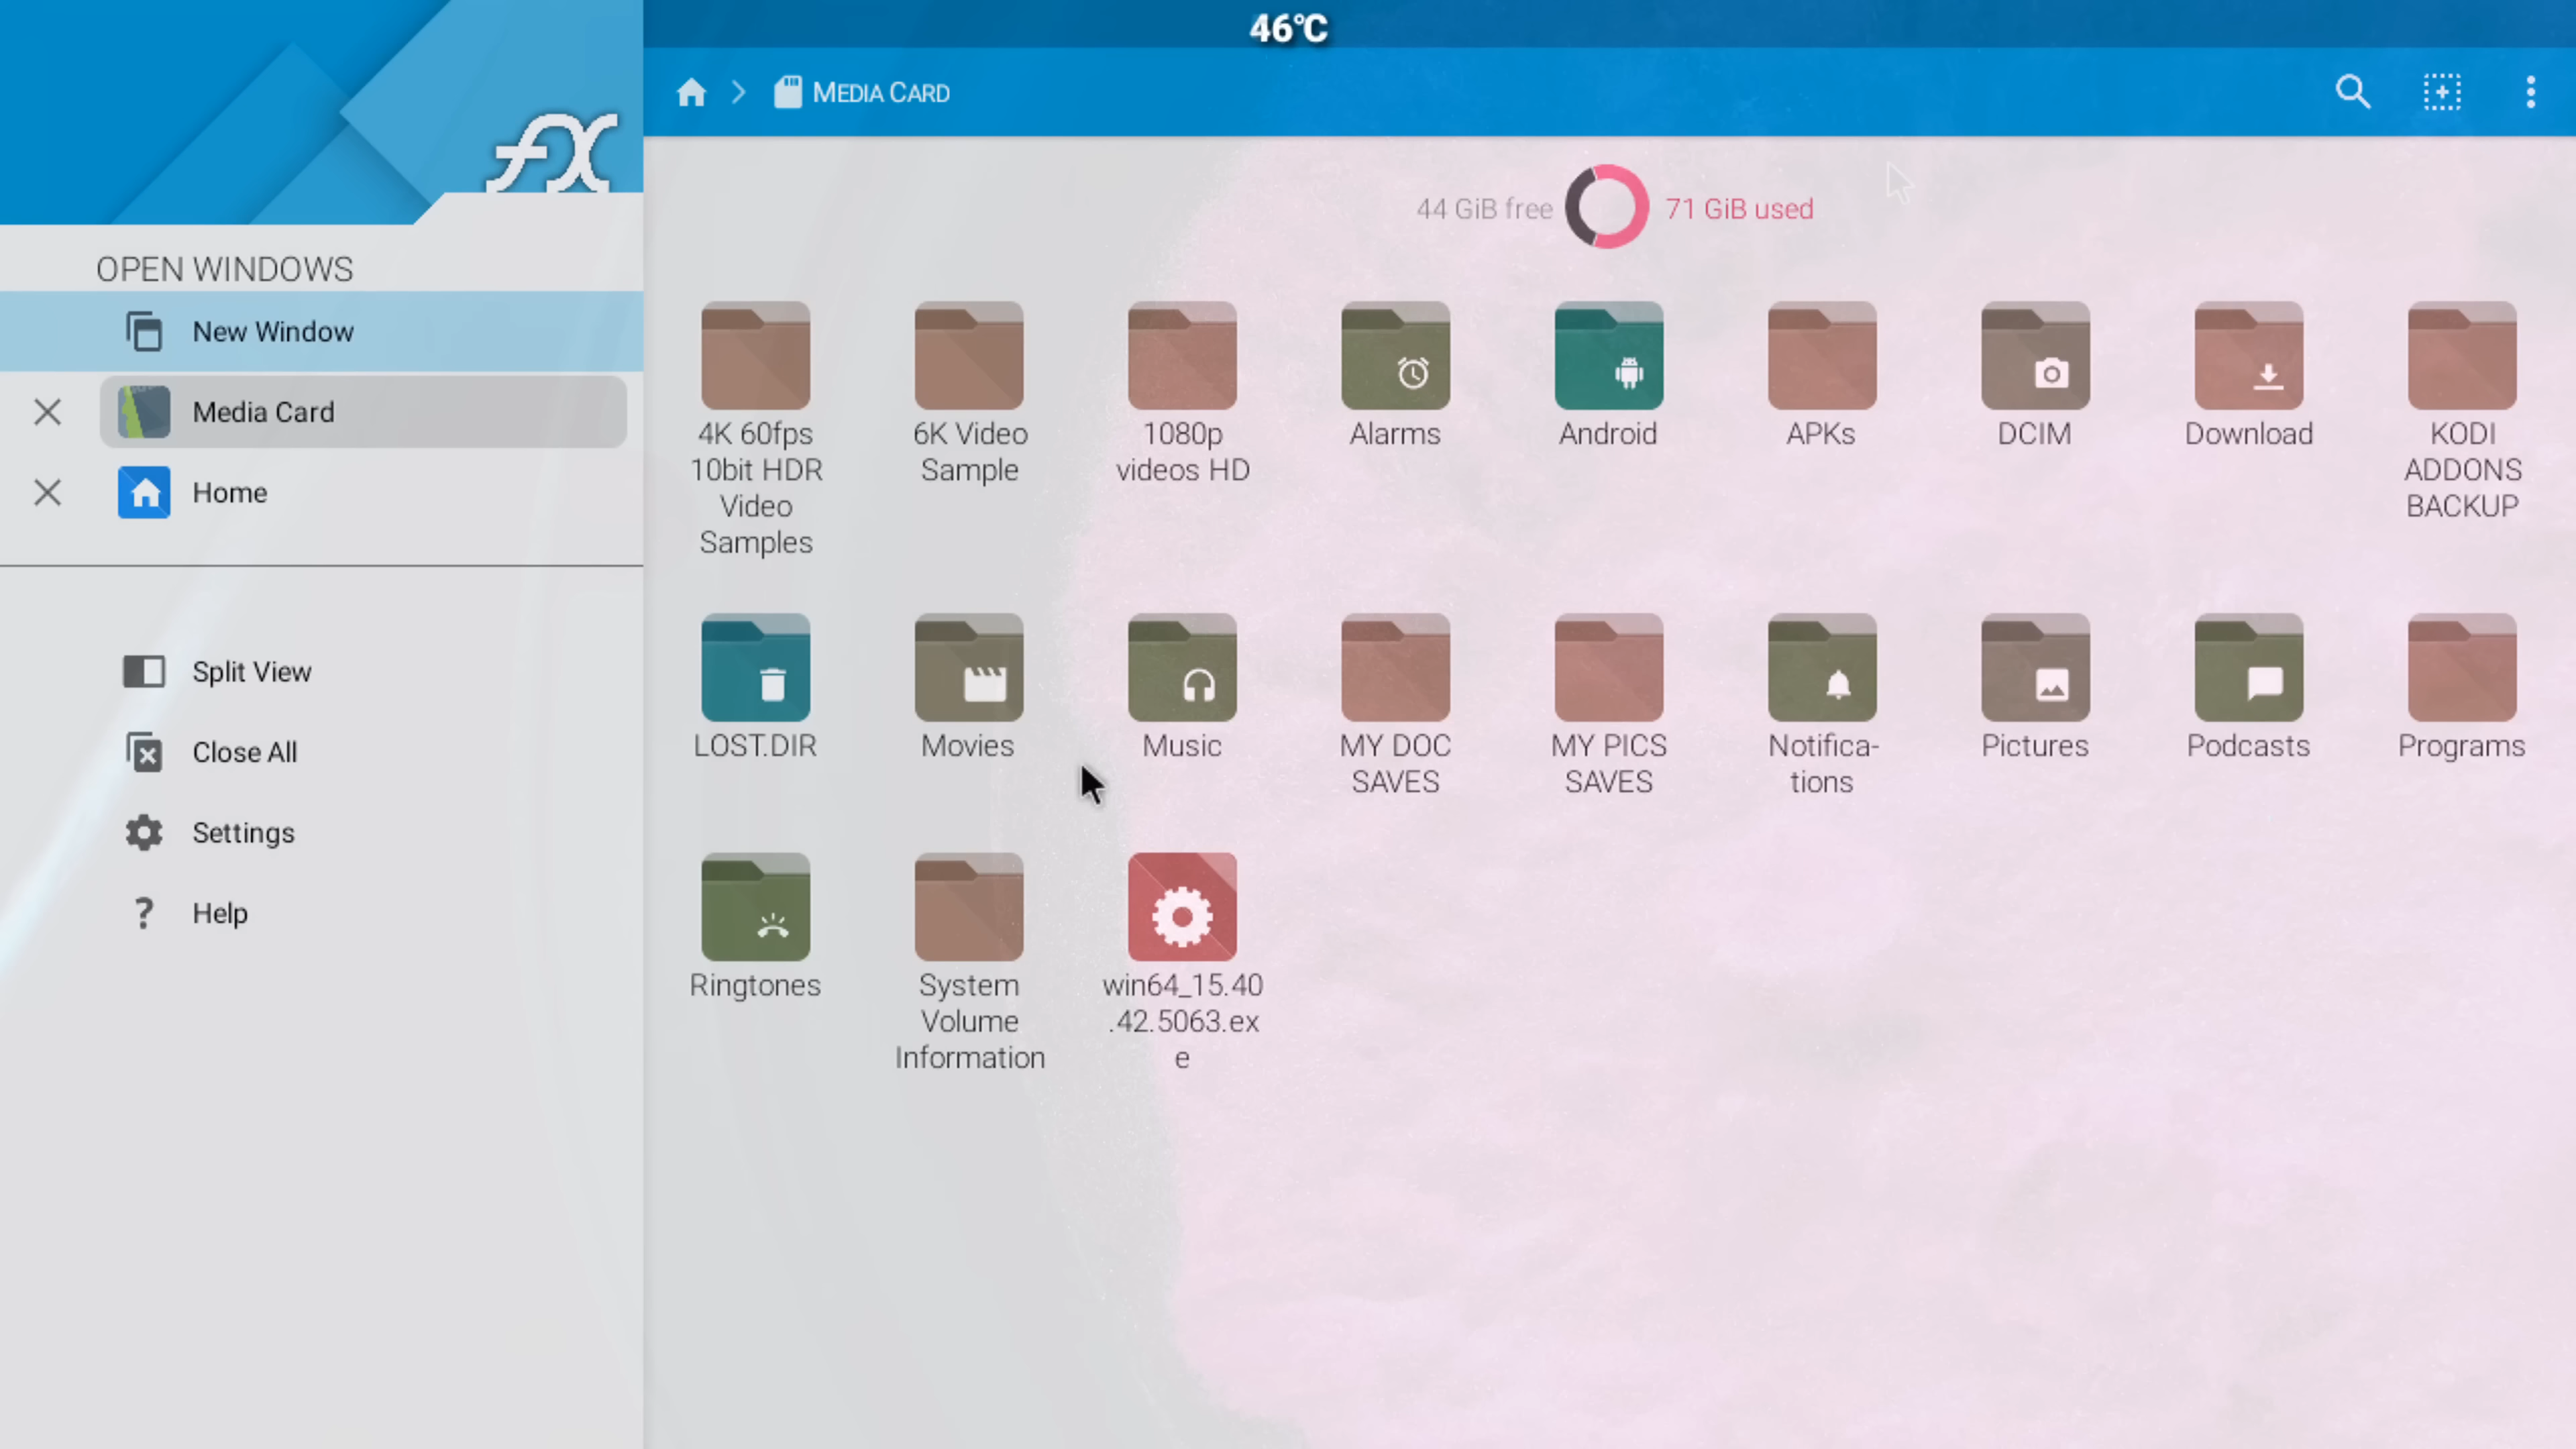 46°C
fX
MEDIA CARD
44 GiB free
71 GiB used
OPEN WINDOWS
New Window
Media Card
Home
Split View
Close All
Settings
? Help
4K 60fps
10bit HDR
Video
Samples
6K Video
Sample
1080p
videos HD
Alarms
Android
APKs
DCIM
Download
KODI
ADDONS
BACKUP
LOST.DIR
Movies
Music
MY DOC
SAVES
MY PICS
SAVES
Notifica-
tions
Pictures
Podcasts
Programs
Ringtones
System
Volume
Information
win64_15.40
.42.5063.ex
e